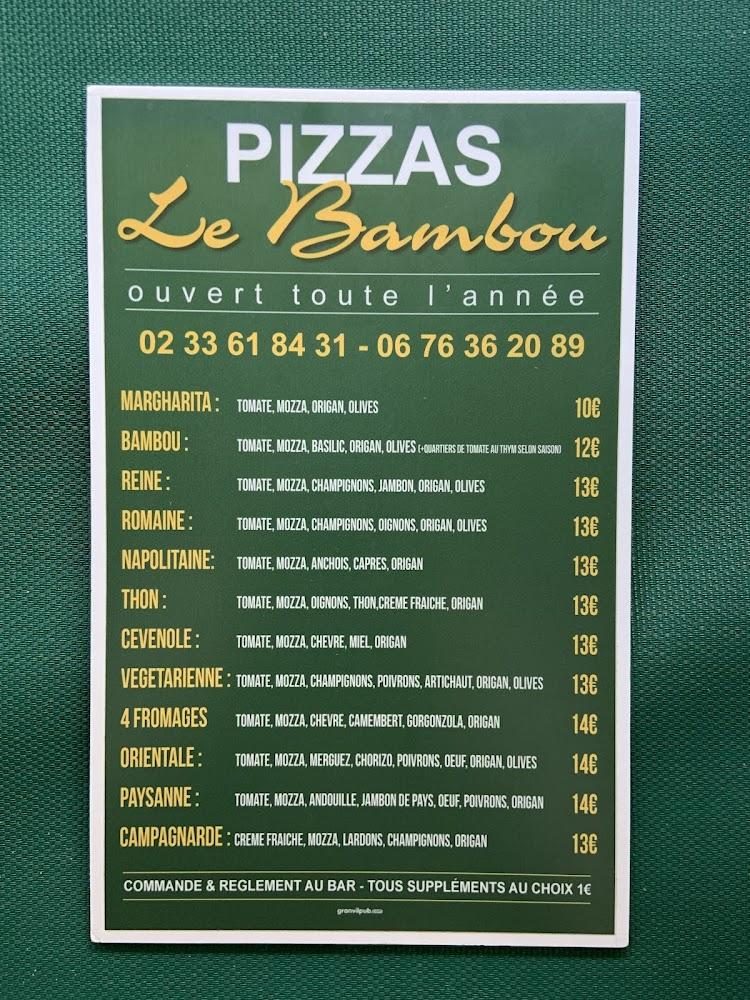 PIZZAS
Le Bambou
ouvert toute l'année
02 33 61 84 31 - 06 76 36 20 89
MARGHARITA : TOMATE, MOZZA, ORIGAN, OLIVES 10€
BAMBOU : TOMATE, MOZZA, BASILIC, ORIGAN, OLIVES (+QUARTIERS DE TOMATE AU THYM SELON SAISON) 12€
REINE : TOMATE, MOZZA, CHAMPIGNONS, JAMBON, ORIGAN, OLIVES 13€
ROMAINE : TOMATE, MOZZA, CHAMPIGNONS, OIGNONS, ORIGAN, OLIVES 13€
NAPOLITAINE: TOMATE, MOZZA, ANCHOIS, CAPRES, ORIGAN 13€
THON : TOMATE, MOZZA, OIGNONS, THON,CREME FRAICHE, ORIGAN 13€
CEVENOLE : TOMATE, MOZZA, CHEVRE, MIEL, ORIGAN 13€
VEGETARIENNE : TOMATE, MOZZA, CHAMPIGNONS, POIVRONS, ARTICHAUT, ORIGAN, OLIVES 13€
4 FROMAGES TOMATE, MOZZA, CHEVRE, CAMEMBERT, GORGONZOLA, ORIGAN 14€
ORIENTALE : TOMATE, MOZZA, MERGUEZ, CHORIZO, POIVRONS, OEUF, ORIGAN, OLIVES 14€
PAYSANNE : TOMATE, MOZZA, ANDOUILLE, JAMBON DE PAYS, OEUF, POIVRONS, ORIGAN 14€
CAMPAGNARDE : CREME FRAICHE, MOZZA, LARDONS, CHAMPIGNONS, ORIGAN 13€
COMMANDE & REGLEMENT AU BAR - TOUS SUPPLÉMENTS AU CHOIX 1€
granvilpub